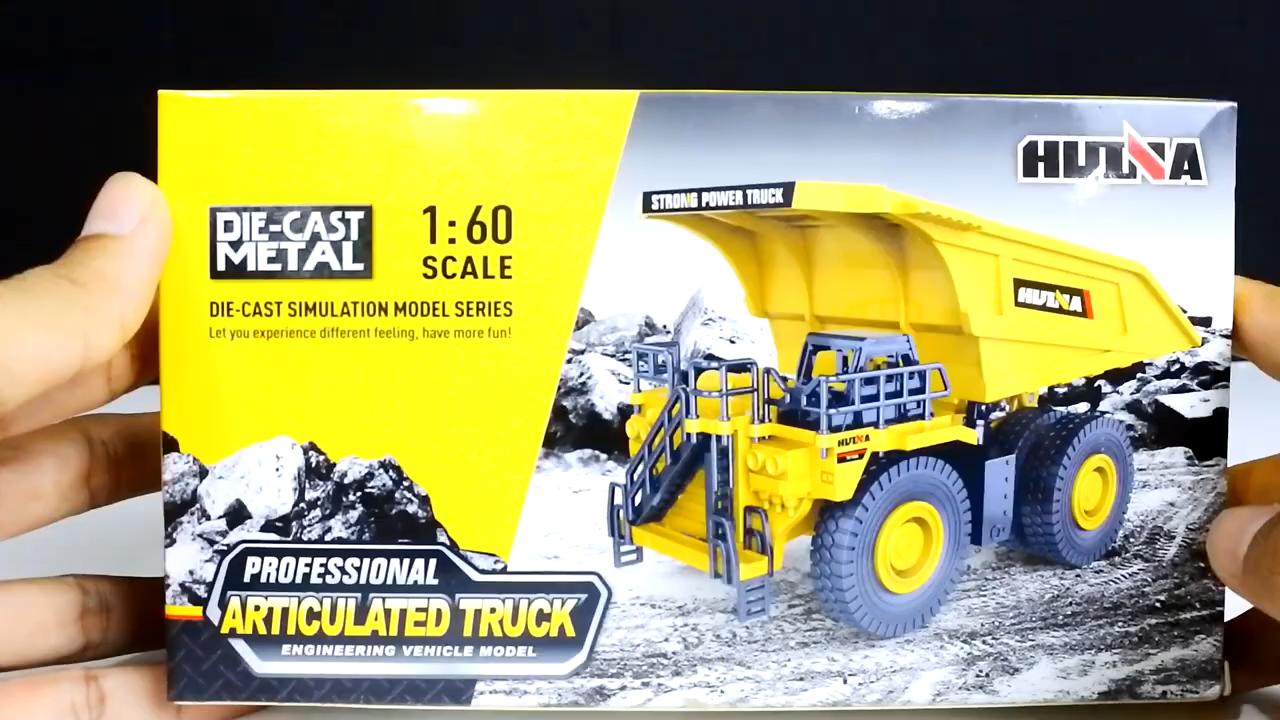 HUINA
STRONG POWER TRUCK
DIE-CAST
METAL
1:60
SCALE
DIE-CAST SIMULATION MODEL SERIES
Let you experience different feeling, have more fun!
HUINA
HUINA
PROFESSIONAL
ARTICULATED TRUCK
ENGINEERING VEHICLE MODEL